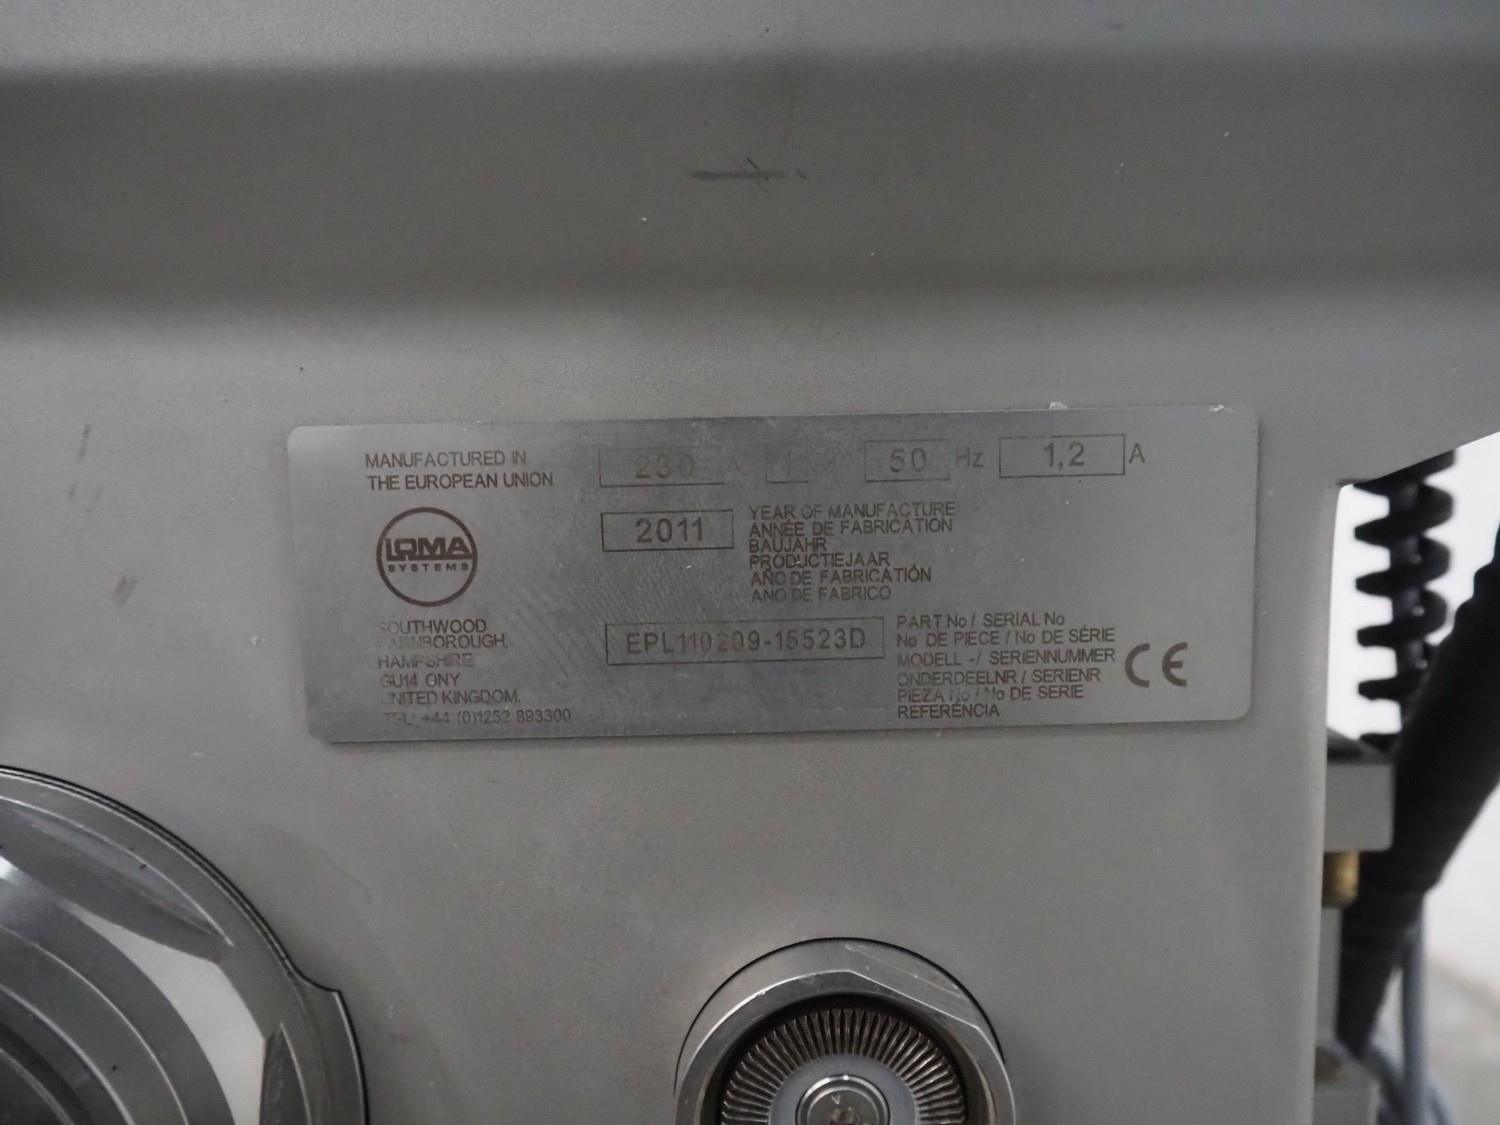 MANUFACTURED IN
THE EUROPEAN UNION
230 1 50 Hz 1,2 A
LOMA
SYSTEMS
2011
YEAR OF MANUFACTURE
ANNÉE DE FABRICATION
BAUJAHR
PRODUCTIEJAAR
AÑO DE FABRICATIÓN
ANO DE FABRICO
SOUTHWOOD
FARNBOROUGH,
HAMPSHIRE
GU14 ONY
UNITED KINGDOM.
TEL: +44 (0)1252 893300
EPL110209-15523D
PART No / SERIAL No
No DE PIECE / No DE SÉRIE
MODELL -/ SERIENNUMMER
ONDERDEELNR / SERIENR
PIEZA No / No DE SERIE
REFERÊNCIA
CE